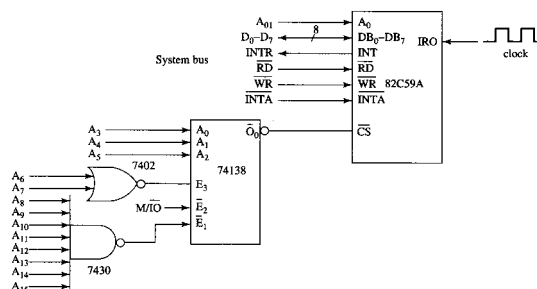 System bus
A01
D0–D7
INTR
RD
WR
INTA
8
A0
DB0–DB7
INT
RD
WR 82C59A
INTA
CS
IRO
clock
A3
A4
A5
A0
A1
A2
O0
74138
E3
E2
E1
7402
A6
A7
M/IO
A8
A9
A10
A11
A12
A13
A14
7430